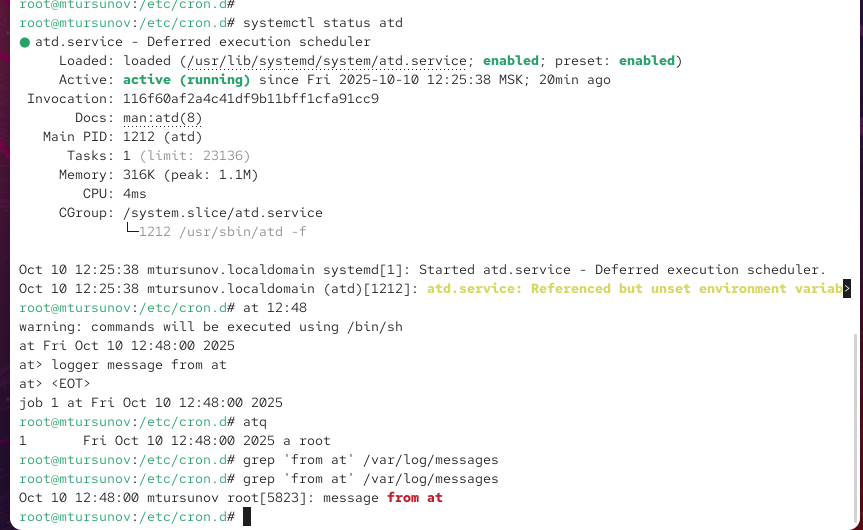 root@mtursunov:/etc/cron.d#
root@mtursunov:/etc/cron.d# systemctl status atd
● atd.service - Deferred execution scheduler
     Loaded: loaded (/usr/lib/systemd/system/atd.service; enabled; preset: enabled)
     Active: active (running) since Fri 2025-10-10 12:25:38 MSK; 20min ago
 Invocation: 116f60af2a4c41df9b11bff1cfa91cc9
       Docs: man:atd(8)
   Main PID: 1212 (atd)
      Tasks: 1 (limit: 23136)
     Memory: 316K (peak: 1.1M)
        CPU: 4ms
     CGroup: /system.slice/atd.service
             └─1212 /usr/sbin/atd -f
Oct 10 12:25:38 mtursunov.localdomain systemd[1]: Started atd.service - Deferred execution scheduler.
Oct 10 12:25:38 mtursunov.localdomain (atd)[1212]: atd.service: Referenced but unset environment variab>
root@mtursunov:/etc/cron.d# at 12:48
warning: commands will be executed using /bin/sh
at Fri Oct 10 12:48:00 2025
at> logger message from at
at> <EOT>
job 1 at Fri Oct 10 12:48:00 2025
root@mtursunov:/etc/cron.d# atq
1       Fri Oct 10 12:48:00 2025 a root
root@mtursunov:/etc/cron.d# grep 'from at' /var/log/messages
root@mtursunov:/etc/cron.d# grep 'from at' /var/log/messages
Oct 10 12:48:00 mtursunov root[5823]: message from at
root@mtursunov:/etc/cron.d#